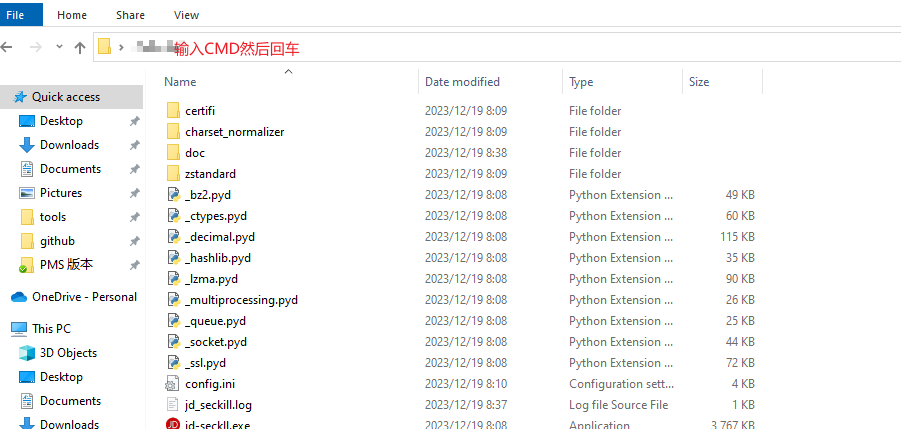 File Home Share View
输入CMD然后回车
Name Date modified Type Size
Quick access
Desktop
Downloads
Documents
Pictures
tools
github
PMS 版本
OneDrive - Personal
This PC
3D Objects
Desktop
Documents
Downloads
certifi 2023/12/19 8:09 File folder
charset_normalizer 2023/12/19 8:09 File folder
doc 2023/12/19 8:38 File folder
zstandard 2023/12/19 8:09 File folder
_bz2.pyd 2023/12/19 8:08 Python Extension ... 49 KB
_ctypes.pyd 2023/12/19 8:08 Python Extension ... 60 KB
_decimal.pyd 2023/12/19 8:08 Python Extension ... 115 KB
_hashlib.pyd 2023/12/19 8:08 Python Extension ... 35 KB
_lzma.pyd 2023/12/19 8:08 Python Extension ... 90 KB
_multiprocessing.pyd 2023/12/19 8:08 Python Extension ... 26 KB
_queue.pyd 2023/12/19 8:08 Python Extension ... 25 KB
_socket.pyd 2023/12/19 8:08 Python Extension ... 44 KB
_ssl.pyd 2023/12/19 8:08 Python Extension ... 72 KB
config.ini 2023/12/19 8:10 Configuration sett... 4 KB
jd_seckill.log 2023/12/19 8:37 Log file Source File 1 KB
JD jd-seckll.exe 2023/12/19 8:08 Application 3,767 KB